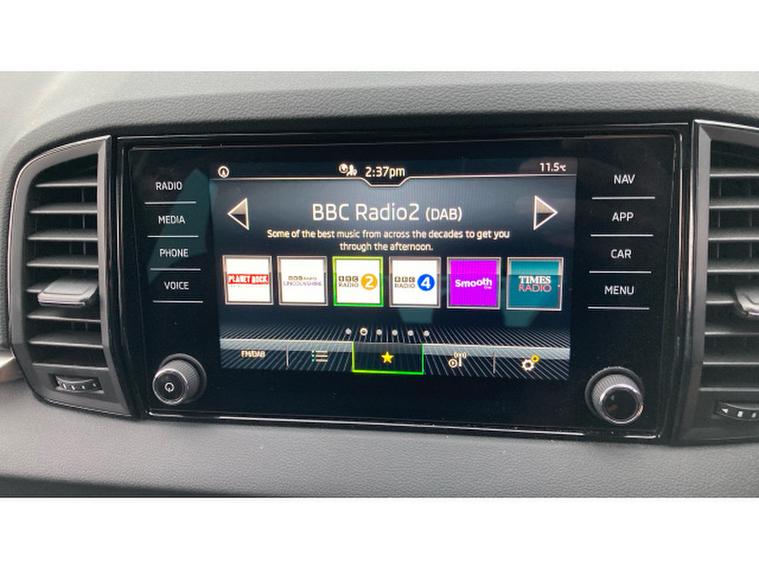 2:37pm
11.5°C
RADIO
MEDIA
PHONE
VOICE
BBC Radio2 (DAB)
Some of the best music from across the decades to get you
through the afternoon.
PLANET ROCK
BBC RADIO
LINCOLNSHIRE
BBC
RADIO 2
BBC
RADIO 4
Smooth
TIMES
RADIO
FM/DAB
NAV
APP
CAR
MENU